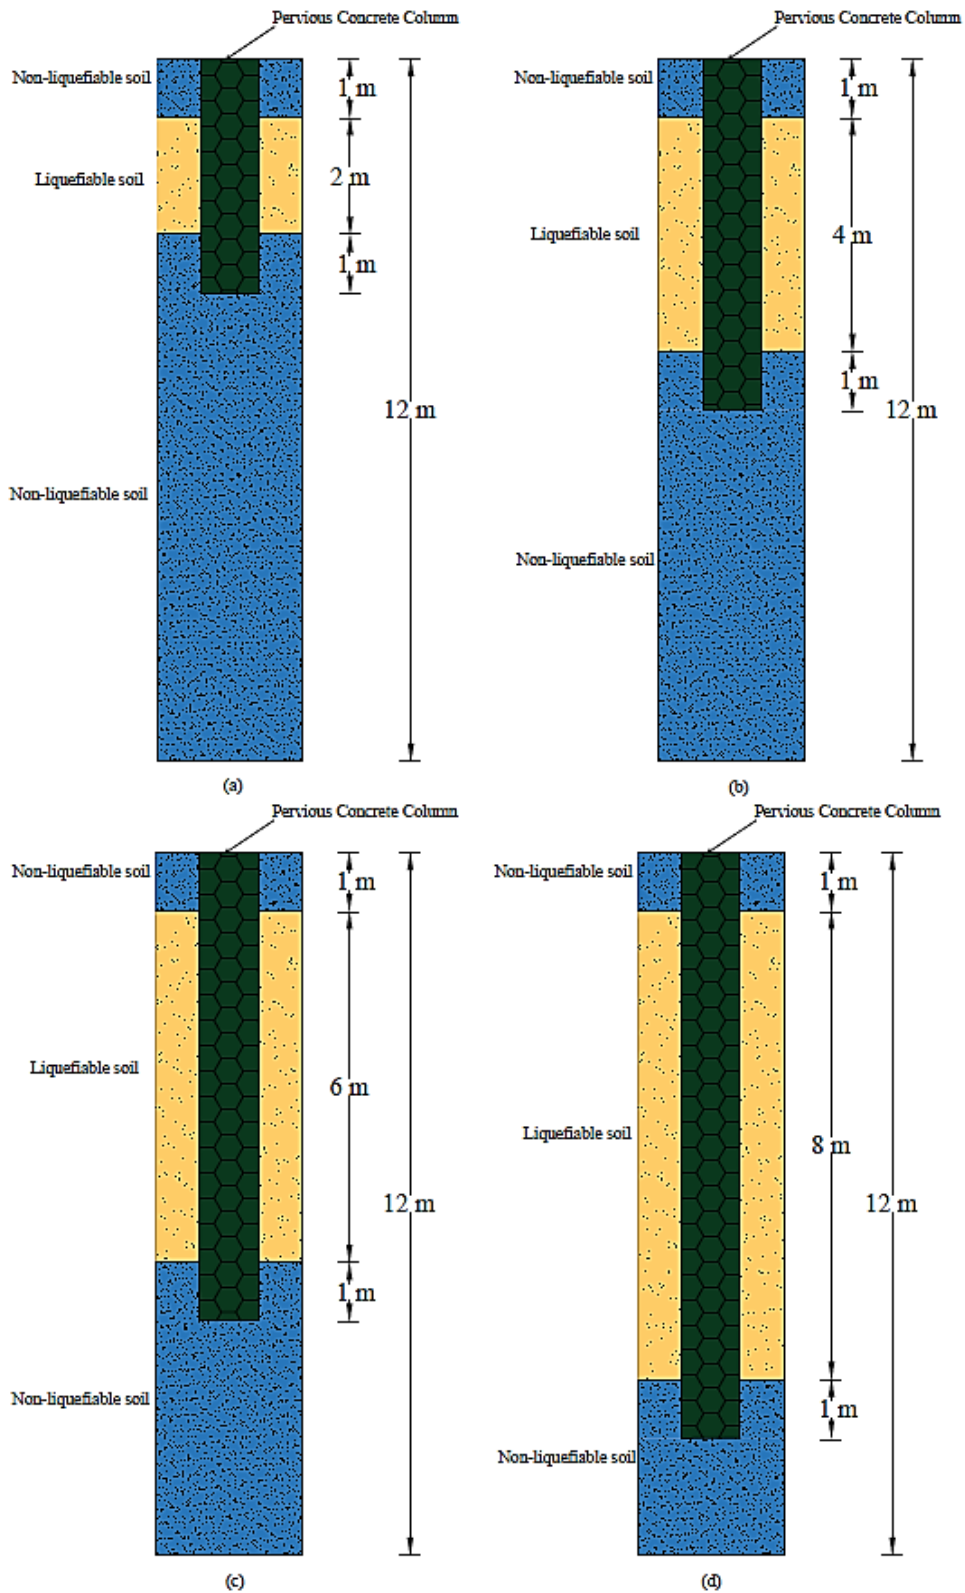 Pervious Concrete Column
Non-liquefiable soil
1 m
Liquefiable soil
2 m
1 m
12 m
Non-liquefiable soil
(a)
Pervious Concrete Column
Non-liquefiable soil
1 m
Liquefiable soil
4 m
1 m
12 m
Non-liquefiable soil
(b)
Pervious Concrete Column
Non-liquefiable soil
1 m
Liquefiable soil
6 m
12 m
1 m
Non-liquefiable soil
(c)
Pervious Concrete Column
Non-liquefiable soil
1 m
Liquefiable soil
8 m
12 m
1 m
Non-liquefiable soil
(d)